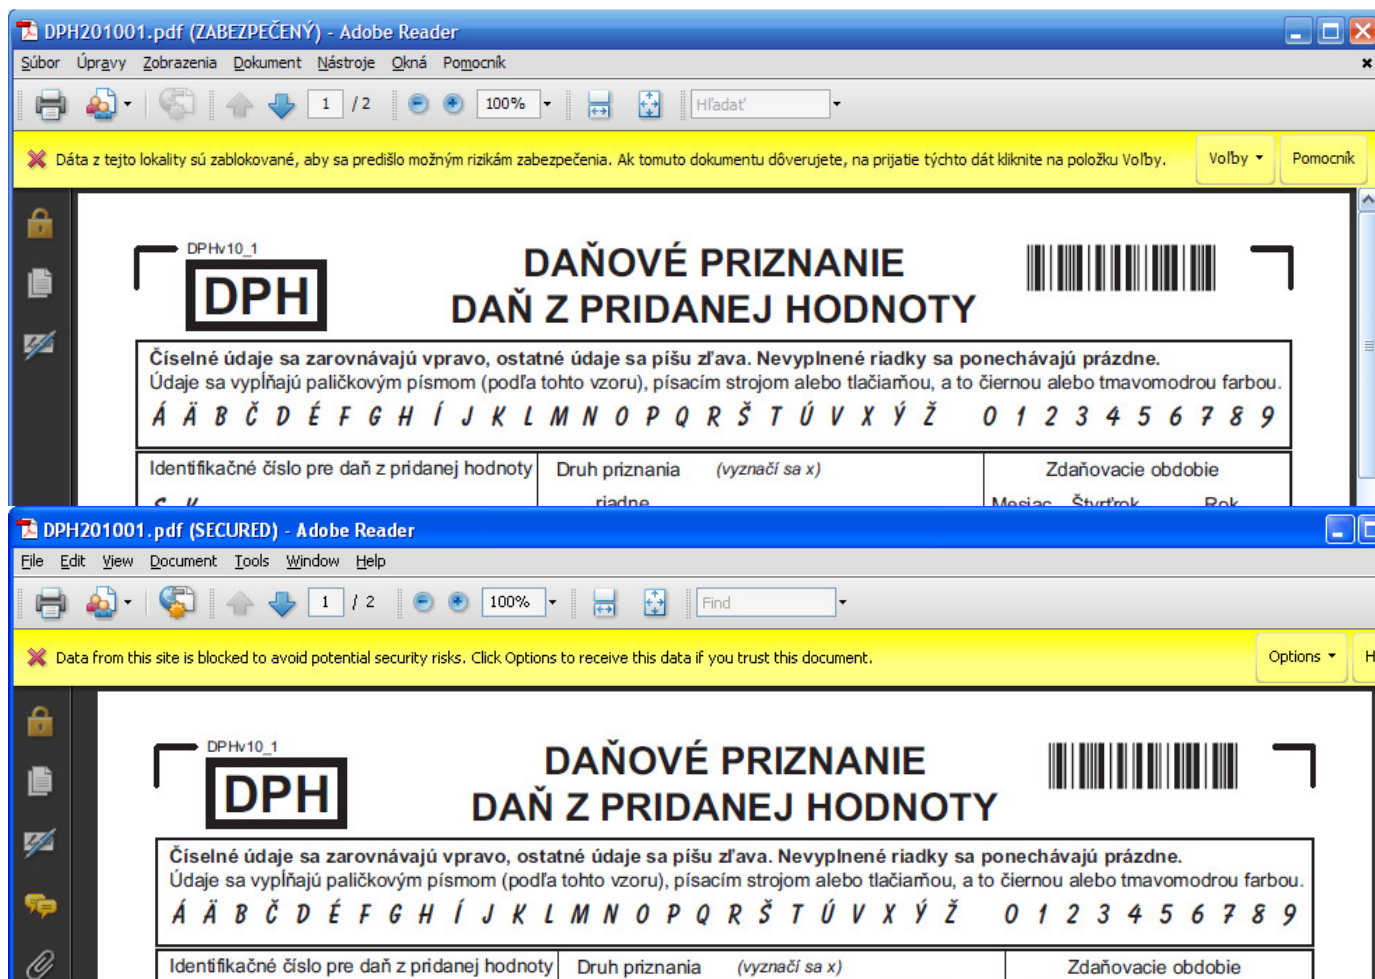 DPH201001.pdf (ZABEZPEČENÝ) - Adobe Reader
Súbor Úpravy Zobrazenia Dokument Nástroje Okná Pomocník
1 / 2 100% Hľadať
Dáta z tejto lokality sú zablokované, aby sa predišlo možným rizikám zabezpečenia. Ak tomuto dokumentu dôverujete, na prijatie týchto dát kliknite na položku Voľby. Voľby Pomocník
DPHv10_1
DPH
DAŇOVÉ PRIZNANIE
DAŇ Z PRIDANEJ HODNOTY
Číselné údaje sa zarovnávajú vpravo, ostatné údaje sa píšu zľava. Nevyplnené riadky sa ponechávajú prázdne.
Údaje sa vypĺňajú paličkovým písmom (podľa tohto vzoru), písacím strojom alebo tlačiarňou, a to čiernou alebo tmavomodrou farbou.
Á Ä B Č D É F G H Í J K L M N O P Q R Š T Ú V X Ý Ž 0 1 2 3 4 5 6 7 8 9
Identifikačné číslo pre daň z pridanej hodnoty Druh priznania (vyznačí sa x) Zdaňovacie obdobie
S K riadne Mesiac Štvrťrok Rok
DPH201001.pdf (SECURED) - Adobe Reader
File Edit View Document Tools Window Help
1 / 2 100% Find
Data from this site is blocked to avoid potential security risks. Click Options to receive this data if you trust this document. Options H
DPHv10_1
DPH
DAŇOVÉ PRIZNANIE
DAŇ Z PRIDANEJ HODNOTY
Číselné údaje sa zarovnávajú vpravo, ostatné údaje sa píšu zľava. Nevyplnené riadky sa ponechávajú prázdne.
Údaje sa vypĺňajú paličkovým písmom (podľa tohto vzoru), písacím strojom alebo tlačiarňou, a to čiernou alebo tmavomodrou farbou.
Á Ä B Č D É F G H Í J K L M N O P Q R Š T Ú V X Ý Ž 0 1 2 3 4 5 6 7 8 9
Identifikačné číslo pre daň z pridanej hodnoty Druh priznania (vyznačí sa x) Zdaňovacie obdobie